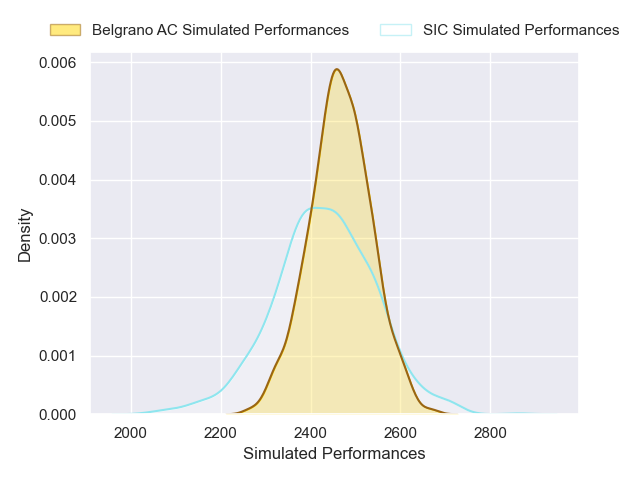 Belgrano AC Simulated Performances SIC Simulated Performances
0.006
0.005
0.004
0.003
0.002
0.001
0.000
Density
2000 2200 2400 2600 2800
Simulated Performances